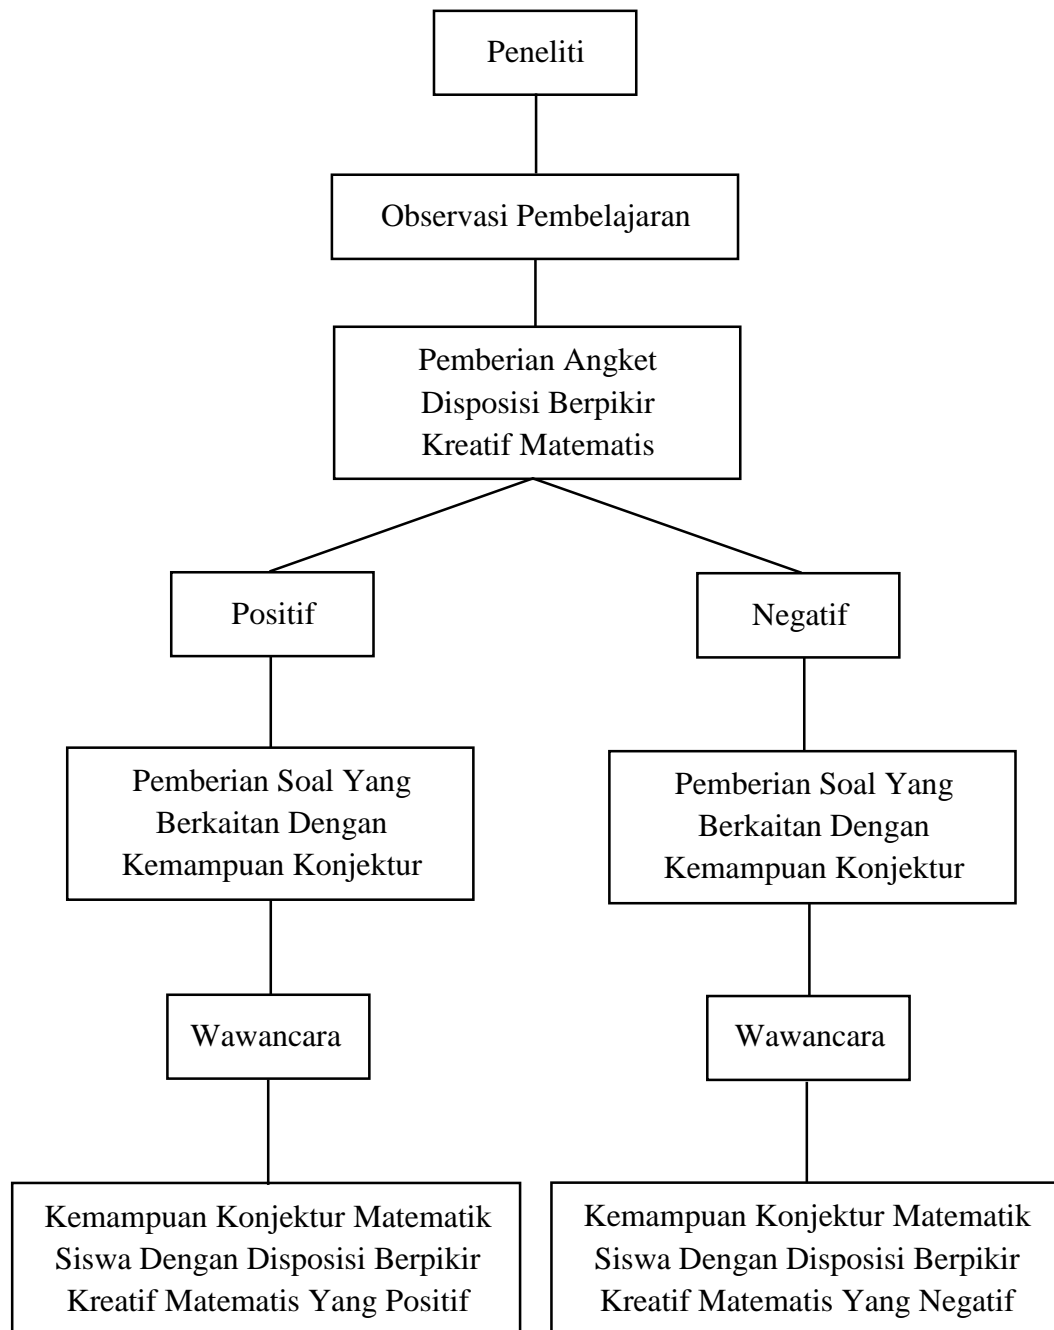 Peneliti
Observasi Pembelajaran
Pemberian Angket
Disposisi Berpikir
Kreatif Matematis
Positif
Negatif
Pemberian Soal Yang
Berkaitan Dengan
Kemampuan Konjektur
Pemberian Soal Yang
Berkaitan Dengan
Kemampuan Konjektur
Wawancara
Wawancara
Kemampuan Konjektur Matematik
Siswa Dengan Disposisi Berpikir
Kreatif Matematis Yang Positif
Kemampuan Konjektur Matematik
Siswa Dengan Disposisi Berpikir
Kreatif Matematis Yang Negatif